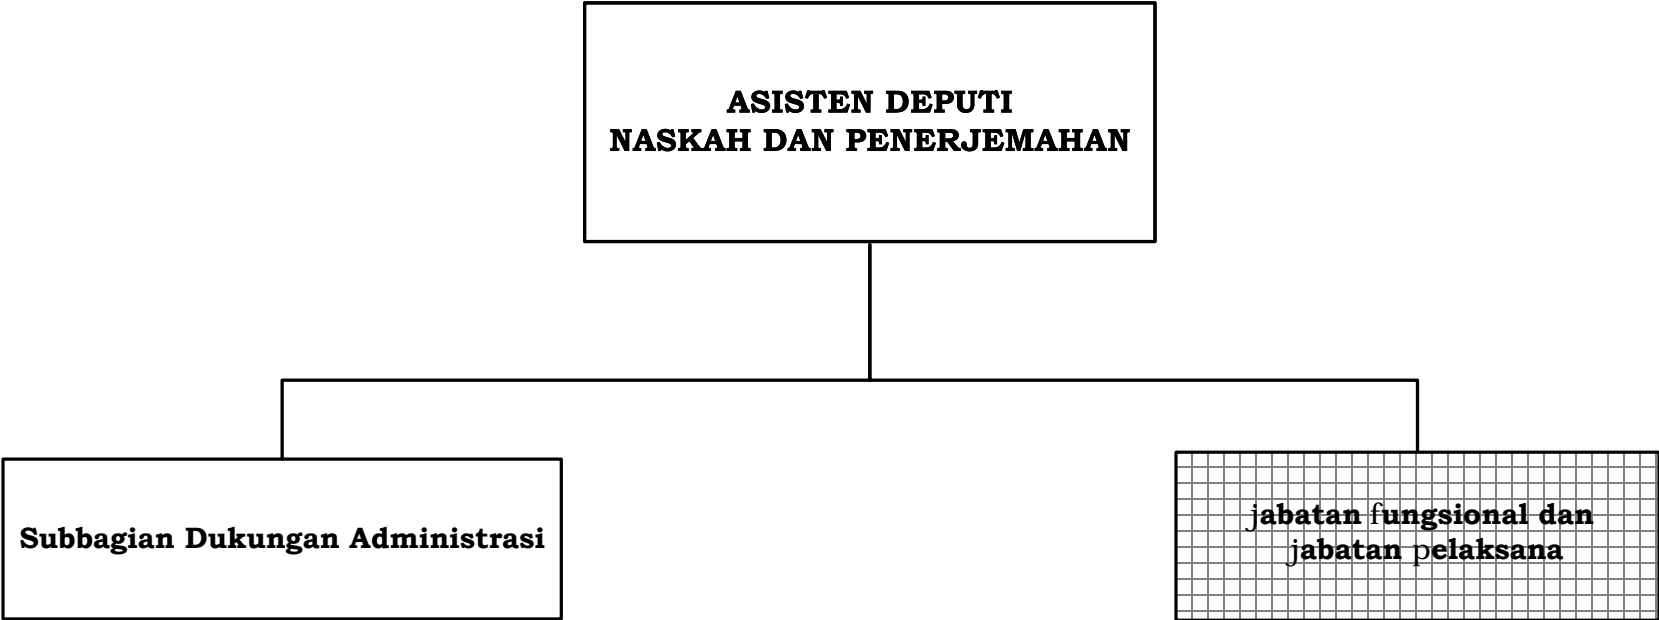 ASISTEN DEPUTI
NASKAH DAN PENERJEMAHAN
Subbagian Dukungan Administrasi
jabatan fungsional dan
jabatan pelaksana